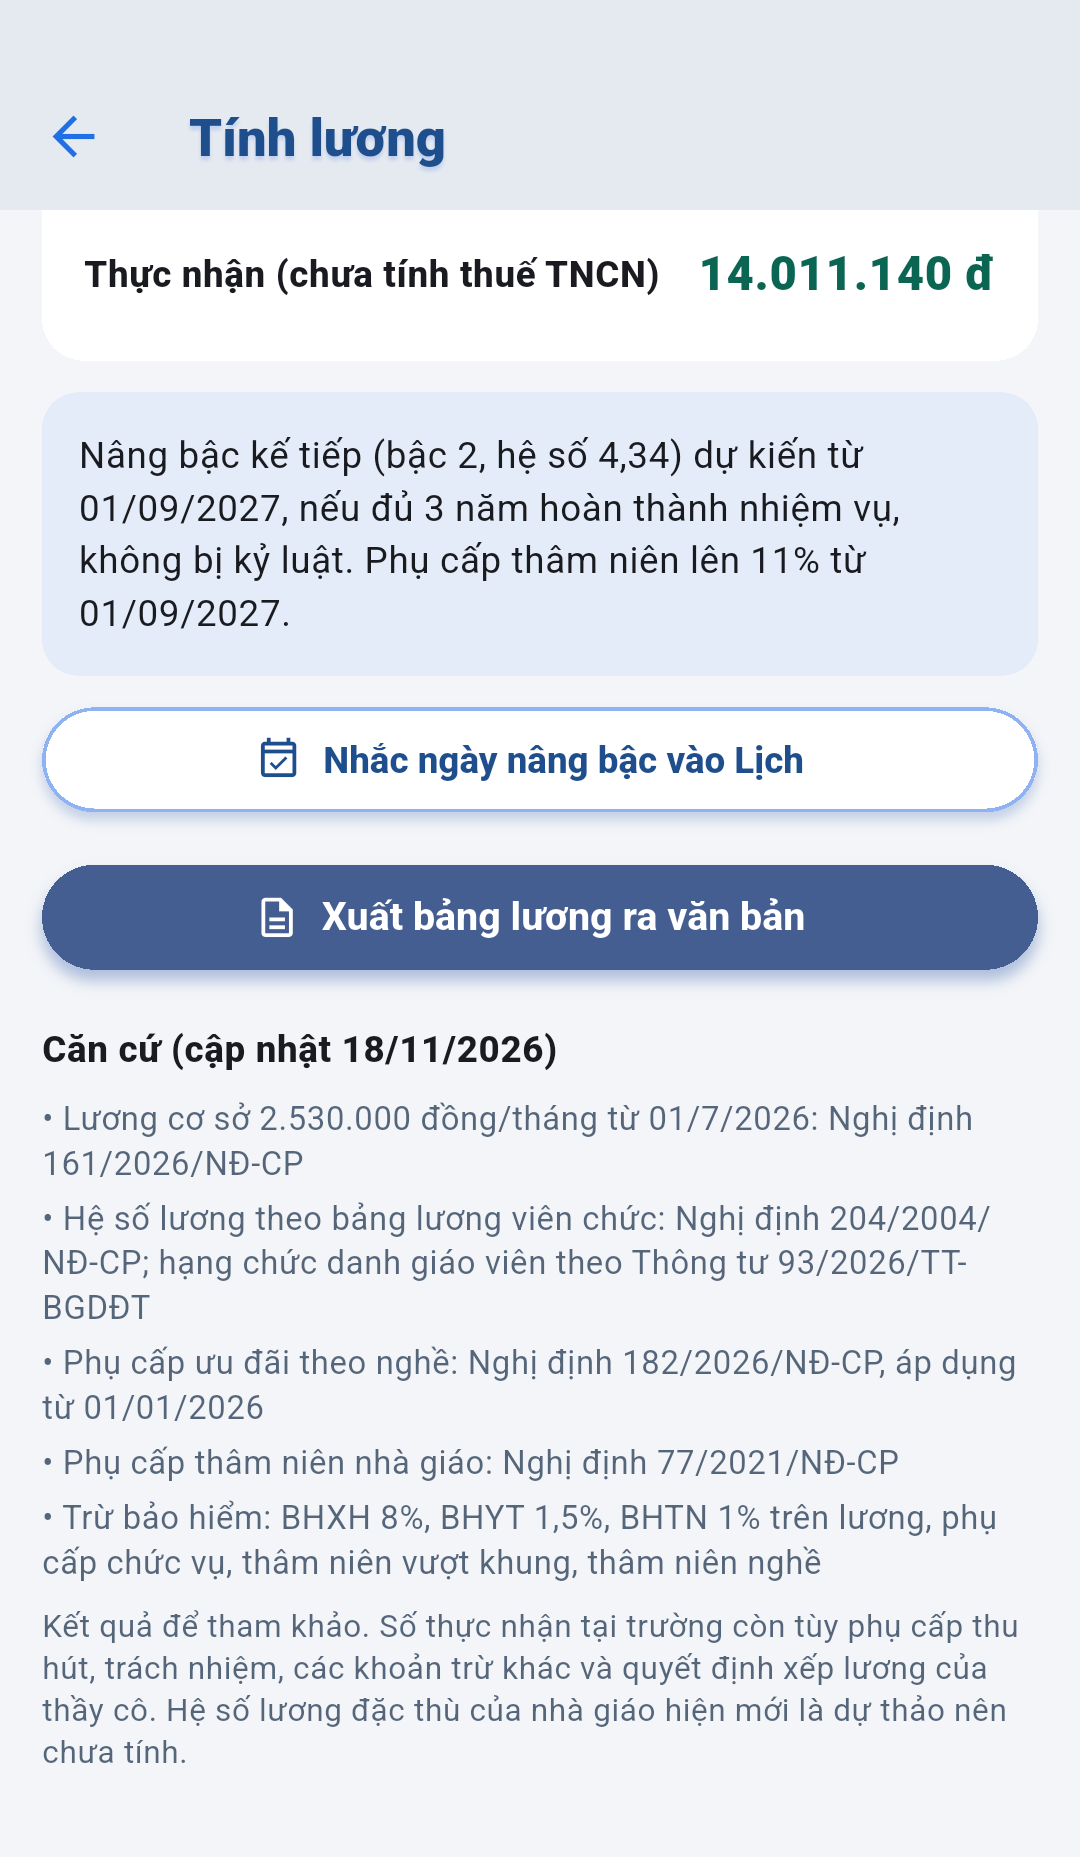 Tính lương
Thực nhận (chưa tính thuế TNCN) 14.011.140 đ
Nâng bậc kế tiếp (bậc 2, hệ số 4,34) dự kiến từ
01/09/2027, nếu đủ 3 năm hoàn thành nhiệm vụ,
không bị kỷ luật. Phụ cấp thâm niên lên 11% từ
01/09/2027.
Nhắc ngày nâng bậc vào Lịch
Xuất bảng lương ra văn bản
Căn cứ (cập nhật 18/11/2026)
• Lương cơ sở 2.530.000 đồng/tháng từ 01/7/2026: Nghị định
161/2026/NĐ-CP
• Hệ số lương theo bảng lương viên chức: Nghị định 204/2004/
NĐ-CP; hạng chức danh giáo viên theo Thông tư 93/2026/TT-
BGDĐT
• Phụ cấp ưu đãi theo nghề: Nghị định 182/2026/NĐ-CP, áp dụng
từ 01/01/2026
• Phụ cấp thâm niên nhà giáo: Nghị định 77/2021/NĐ-CP
• Trừ bảo hiểm: BHXH 8%, BHYT 1,5%, BHTN 1% trên lương, phụ
cấp chức vụ, thâm niên vượt khung, thâm niên nghề
Kết quả để tham khảo. Số thực nhận tại trường còn tùy phụ cấp thu
hút, trách nhiệm, các khoản trừ khác và quyết định xếp lương của
thầy cô. Hệ số lương đặc thù của nhà giáo hiện mới là dự thảo nên
chưa tính.